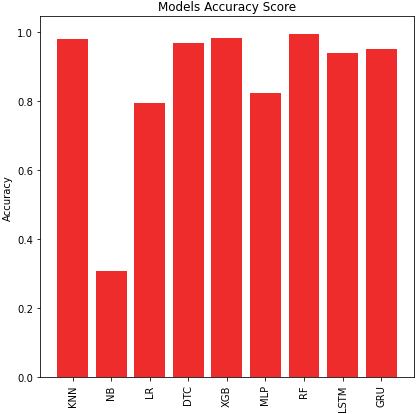 Models Accuracy Score
Accuracy
1.0
0.8
0.6
0.4
0.2
0.0
KNN
NB
LR
DTC
XGB
MLP
RF
LSTM
GRU